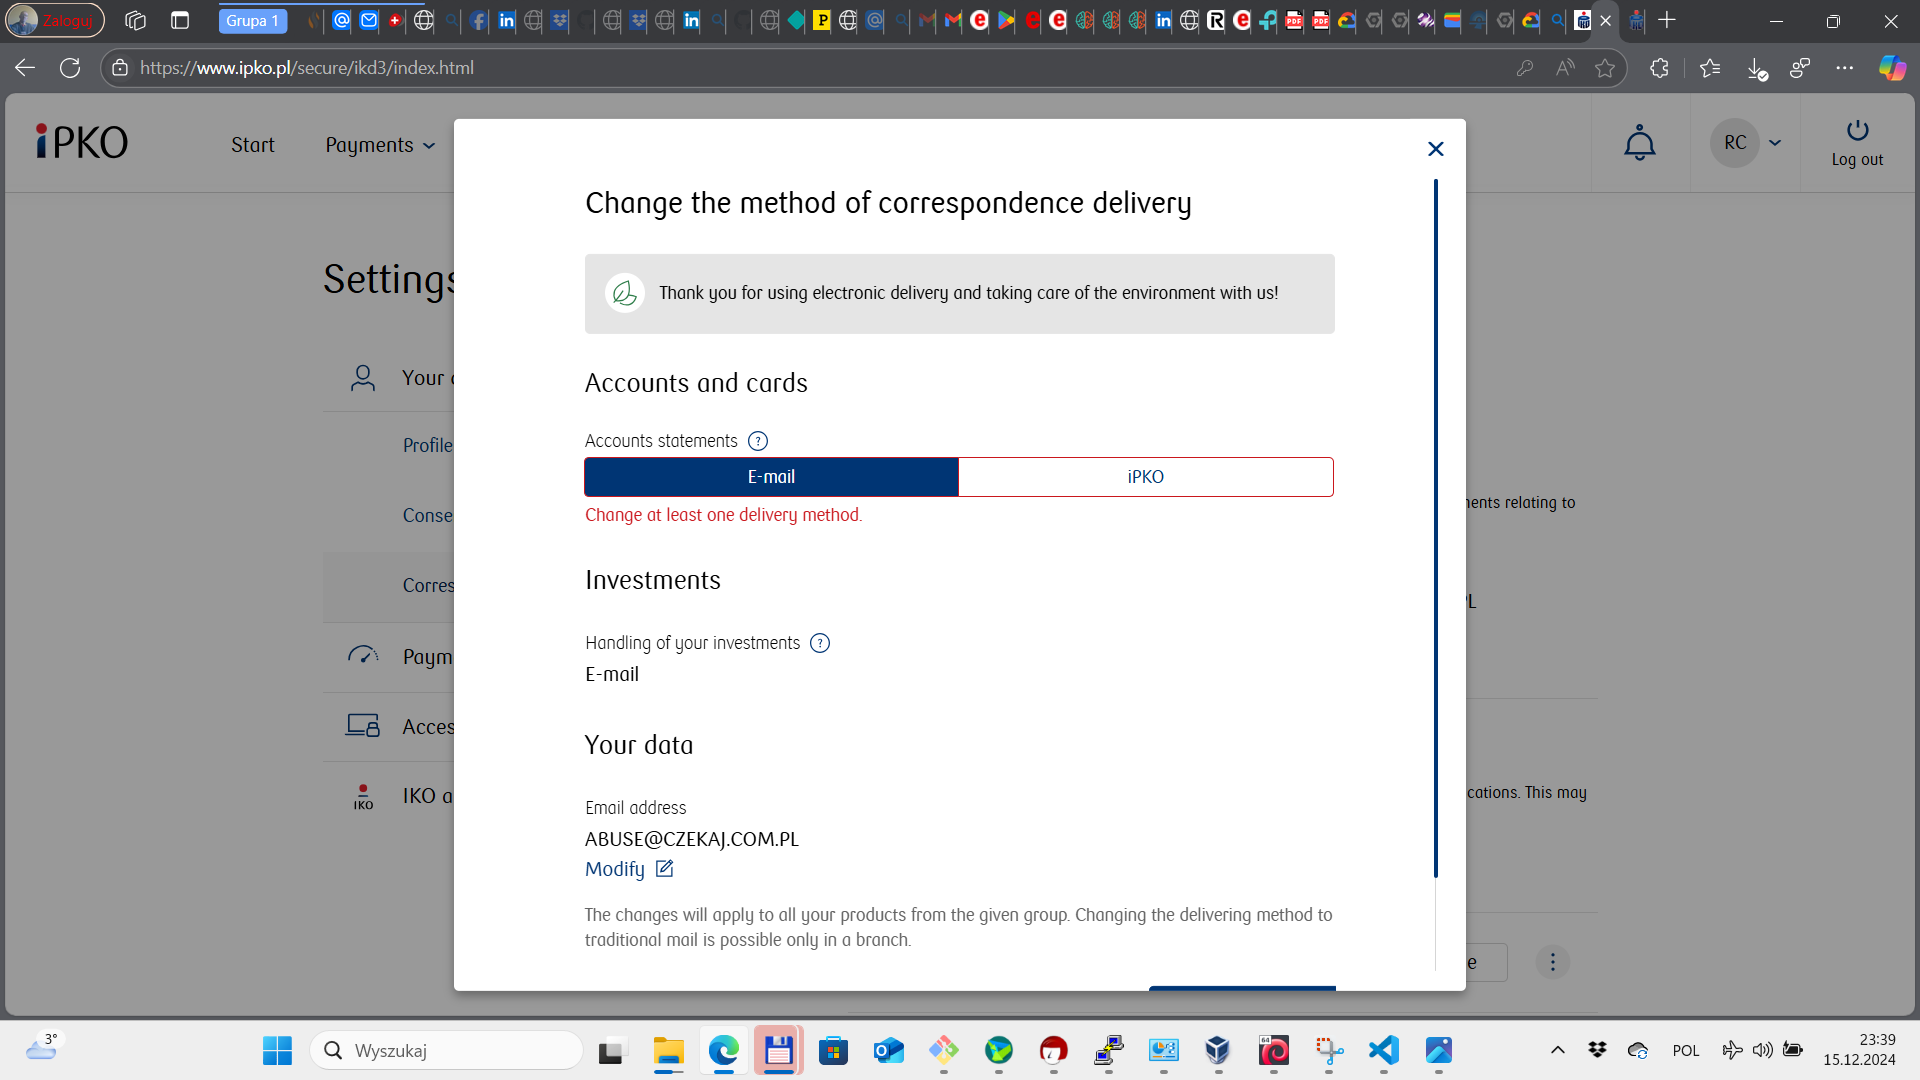 Zaloguj
Grupa 1
https://www.ipko.pl/secure/ikd3/index.html
iPKO
Start
Payments
RC
Log out
Settings
Your
Profile
Conse
Corres
Paym
Acces
IKO
IKO a
Change the method of correspondence delivery
Thank you for using electronic delivery and taking care of the environment with us!
Accounts and cards
Accounts statements ?
E-mail
iPKO
Change at least one delivery method.
Investments
Handling of your investments ?
E-mail
Your data
Email address
ABUSE@CZEKAJ.COM.PL
Modify
The changes will apply to all your products from the given group. Changing the delivering method to
traditional mail is possible only in a branch.
ents relating to
cations. This may
e
3°
Wyszukaj
64
POL
23:39
15.12.2024